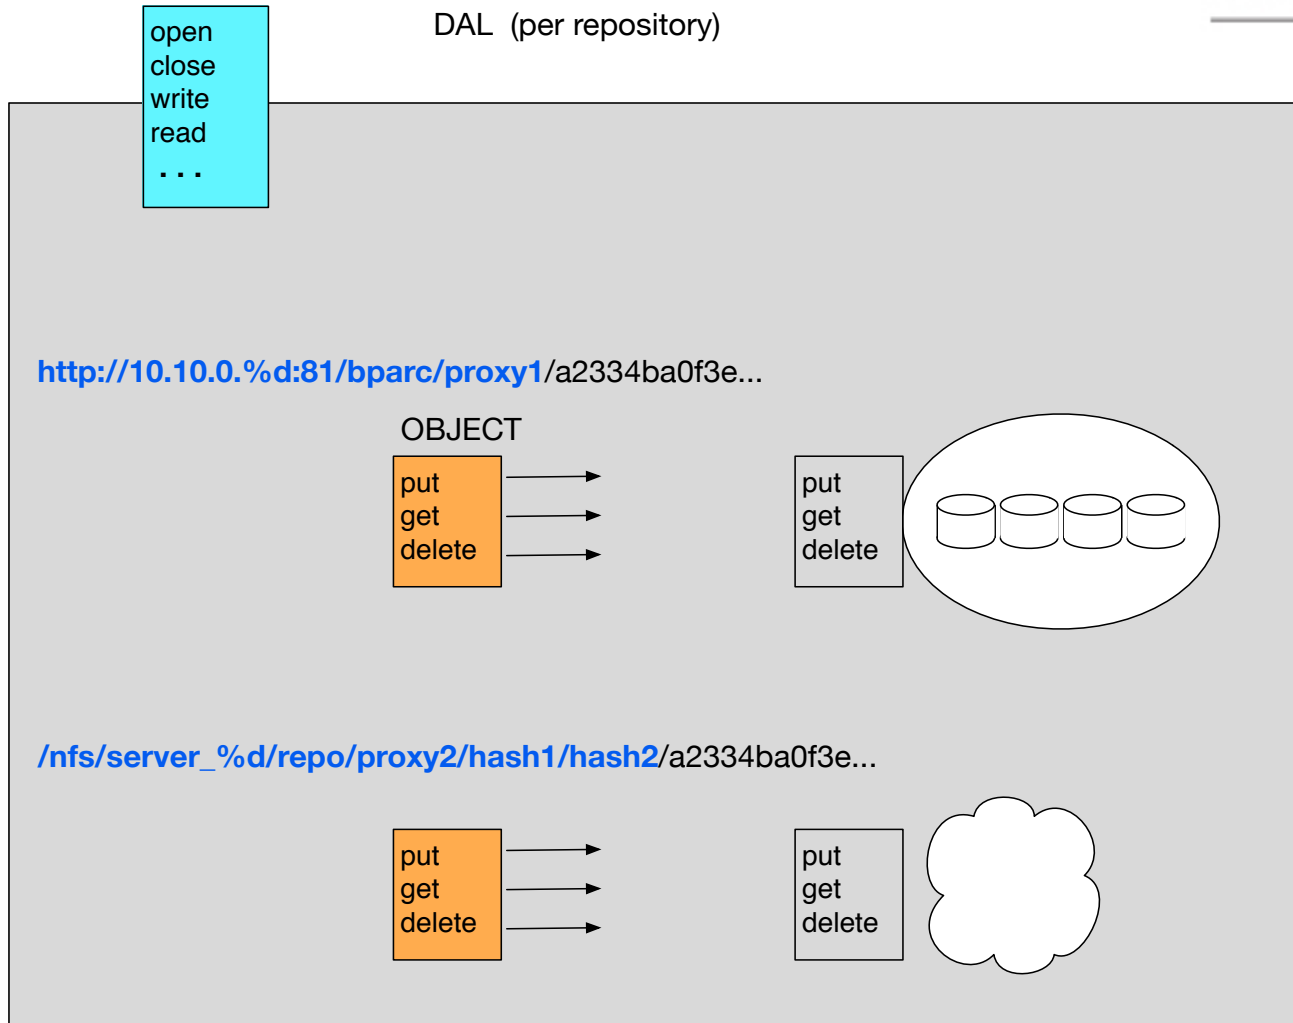 DAL (per repository)
open
close
write
read
...
http://10.10.0.%d:81/bparc/proxy1/a2334ba0f3e...
OBJECT
put
get
delete
put
get
delete
/nfs/server_%d/repo/proxy2/hash1/hash2/a2334ba0f3e...
put
get
delete
put
get
delete